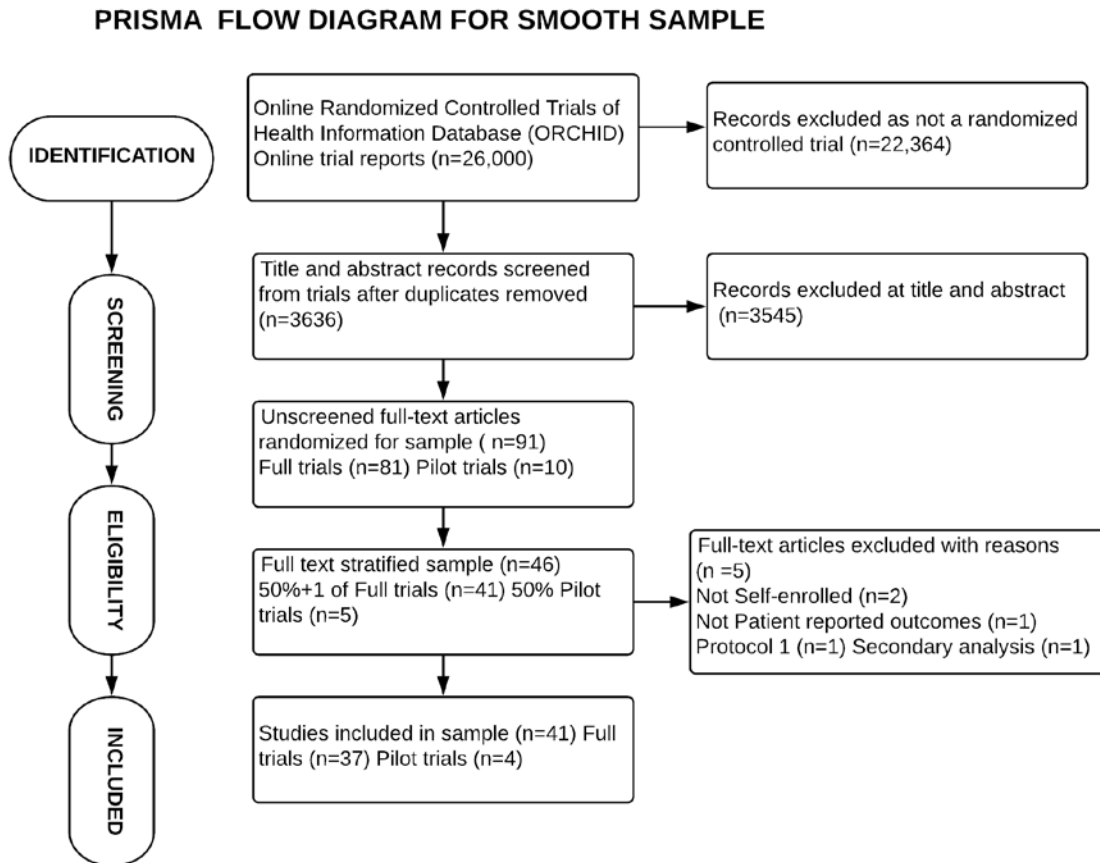 PRISMA FLOW DIAGRAM FOR SMOOTH SAMPLE
IDENTIFICATION
Online Randomized Controlled Trials of
Health Information Database (ORCHID)
Online trial reports (n=26,000)
Records excluded as not a randomized
controlled trial (n=22,364)
SCREENING
Title and abstract records screened
from trials after duplicates removed
(n=3636)
Records excluded at title and abstract
(n=3545)
Unscreened full-text articles
randomized for sample ( n=91)
Full trials (n=81) Pilot trials (n=10)
ELIGIBILITY
Full text stratified sample (n=46)
50%+1 of Full trials (n=41) 50% Pilot
trials (n=5)
Full-text articles excluded with reasons
(n =5)
Not Self-enrolled (n=2)
Not Patient reported outcomes (n=1)
Protocol 1 (n=1) Secondary analysis (n=1)
INCLUDED
Studies included in sample (n=41) Full
trials (n=37) Pilot trials (n=4)